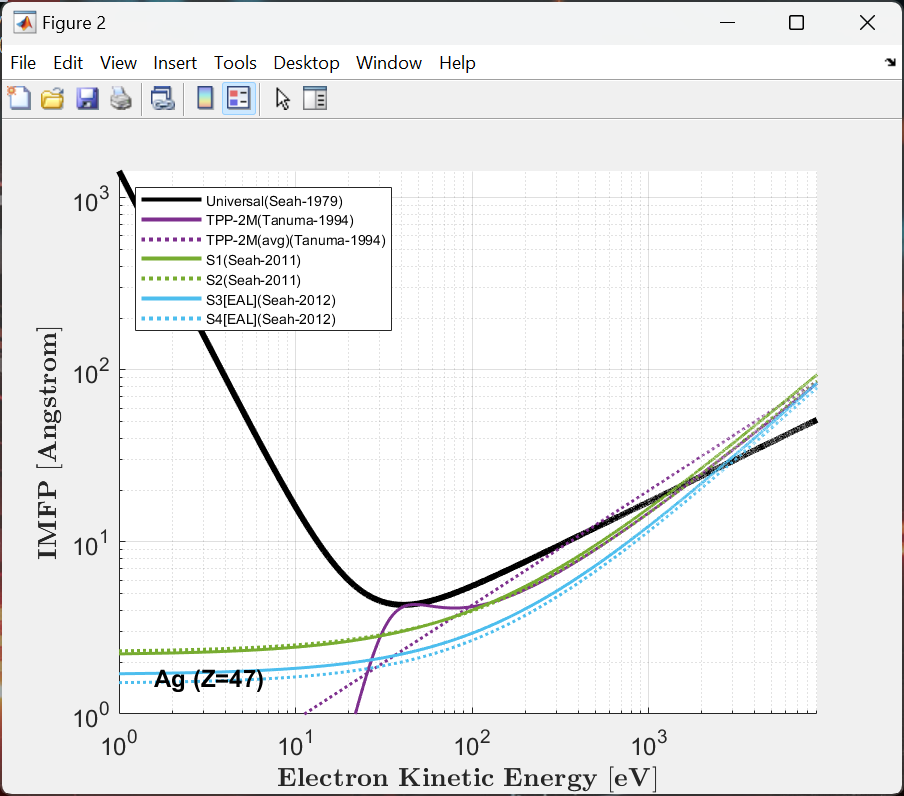 Figure 2
File Edit View Insert Tools Desktop Window Help
10³
10²
10¹
10⁰
IMFP [Angstrom]
Universal(Seah-1979)
TPP-2M(Tanuma-1994)
TPP-2M(avg)(Tanuma-1994)
S1(Seah-2011)
S2(Seah-2011)
S3[EAL](Seah-2012)
S4[EAL](Seah-2012)
Ag (Z=47)
10⁰ 10¹ 10² 10³
Electron Kinetic Energy [eV]